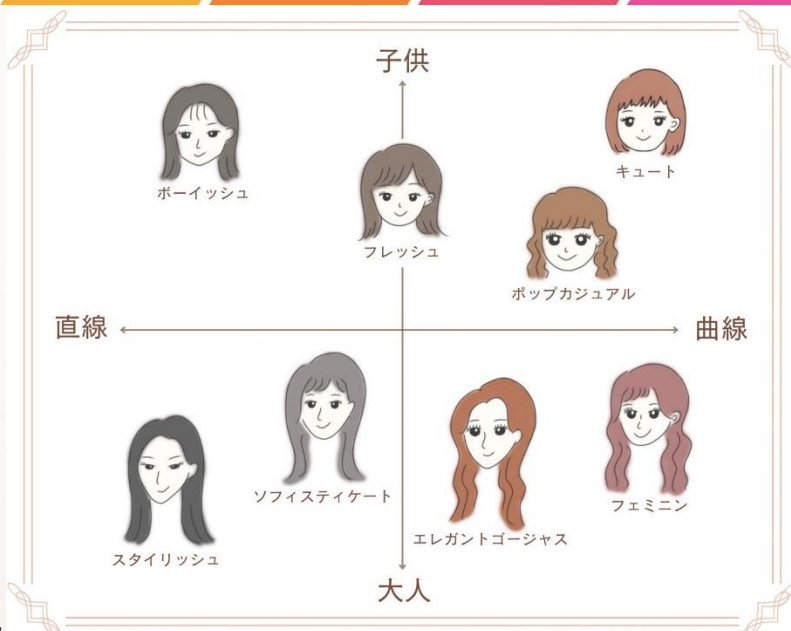 子供
キュート
ボーイッシュ
フレッシュ
ポップカジュアル
直線
曲線
ソフィスティケート
フェミニン
エレガントゴージャス
スタイリッシュ
大人